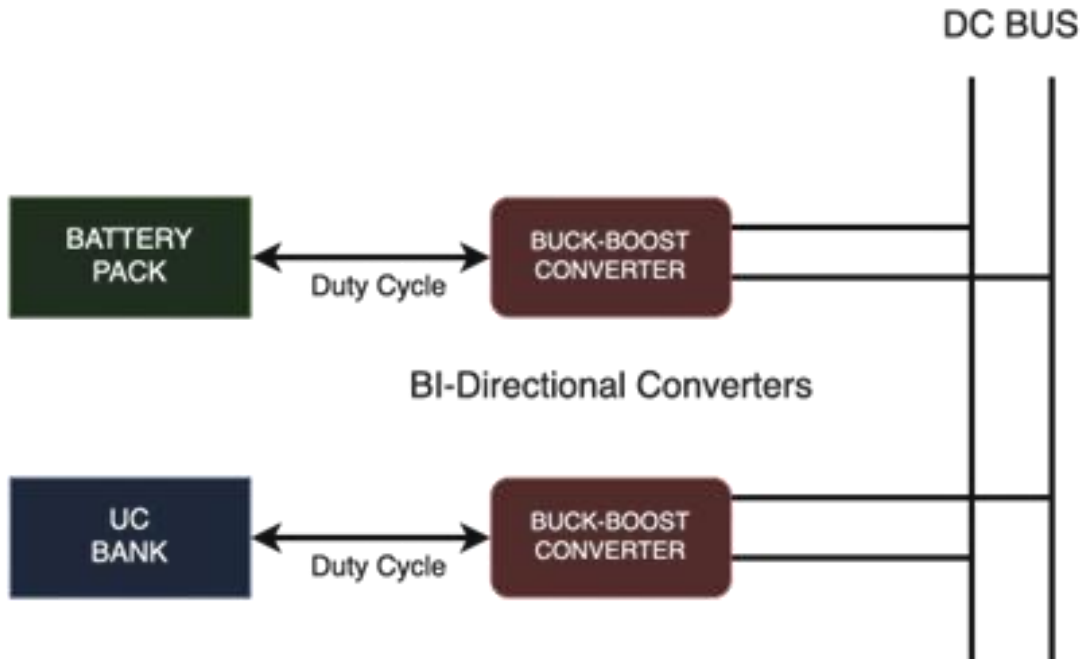 DC BUS
BATTERY
PACK
Duty Cycle
BUCK-BOOST
CONVERTER
BI-Directional Converters
UC
BANK
Duty Cycle
BUCK-BOOST
CONVERTER